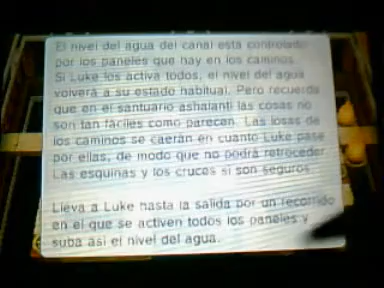 El nivel del agua del canal está controlado
por los paneles que hay en los caminos.
Si Luke los activa todos, el nivel del agua
volverá a su estado habitual. Pero recuerda
que en el santuario ashalanti las cosas no
son tan fáciles como parecen. Las losas de
los caminos se caerán en cuanto Luke pase
por ellas, de modo que no podrá retroceder.
Las esquinas y los cruces sí son seguros.

Lleva a Luke hasta la salida por un recorrido
en el que se activen todos los paneles y
suba así el nivel del agua.